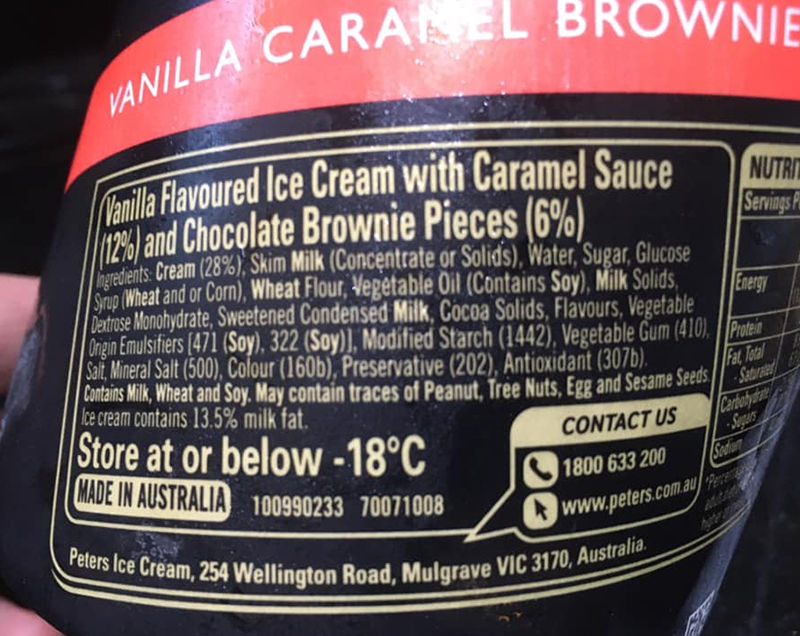 VANILLA CARAMEL BROWNIE
Vanilla Flavoured Ice Cream with Caramel Sauce
(12%) and Chocolate Brownie Pieces (6%)
Ingredients: Cream (28%), Skim Milk (Concentrate or Solids), Water, Sugar, Glucose
Syrup (Wheat and or Corn), Wheat Flour, Vegetable Oil (Contains Soy), Milk Solids,
Dextrose Monohydrate, Sweetened Condensed Milk, Cocoa Solids, Flavours, Vegetable
Origin Emulsifiers [471 (Soy), 322 (Soy)], Modified Starch (1442), Vegetable Gum (410),
Salt, Mineral Salt (500), Colour (160b), Preservative (202), Antioxidant (307b).
Contains Milk, Wheat and Soy. May contain traces of Peanut, Tree Nuts, Egg and Sesame Seeds.
Ice cream contains 13.5% milk fat.
Store at or below -18°C
MADE IN AUSTRALIA 100990233 70071008
CONTACT US
1800 633 200
www.peters.com.au
Peters Ice Cream, 254 Wellington Road, Mulgrave VIC 3170, Australia.
NUTRIT
Servings P
Energy
Protein
Fat, Total
- Saturated
Carbohydrate
- Sugars
Sodium